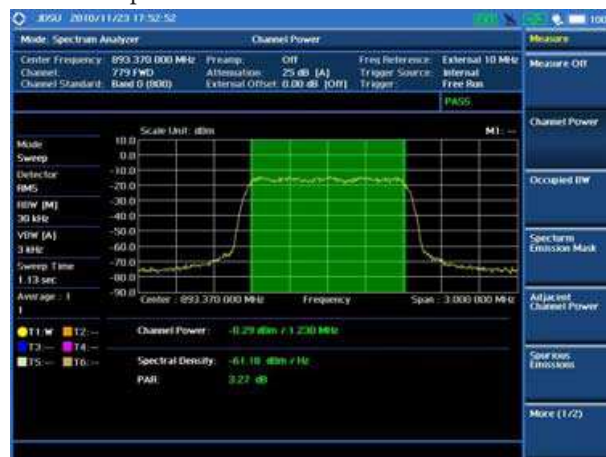 JDSU 2010/11/23 17:52:52
100
Mode: Spectrum Analyzer Channel Power
Measure
Center Frequency: 893.370 000 MHz Preamp: Off Freq Reference: External 10 MHz
Channel: 779 FWD Attenuation: 25 dB [A] Trigger Source: Internal
Channel Standard: Band 0 (800) External Offset: 0.00 dB [Off] Trigger: Free Run
PASS
Measure Off
Channel Power
Occupied BW
Spectrum Emission Mask
Adjacent Channel Power
Spurious Emissions
More (1/2)
Scale Unit: dBm M1: --
Mode
Sweep
Detector
RMS
RBW [M]
30 kHz
VBW [A]
3 kHz
Sweep Time
1.13 sec
Average : 1
1
10.0
0.0
-10.0
-20.0
-30.0
-40.0
-50.0
-60.0
-70.0
-80.0
-90.0
Center : 893.370 000 MHz Frequency Span : 3.000 000 MHz
T1:W T2:--
T3:-- T4:--
T5:-- T6:--
Channel Power: -0.29 dBm / 1.230 MHz
Spectral Density: -61.18 dBm / Hz
PAR: 3.27 dB